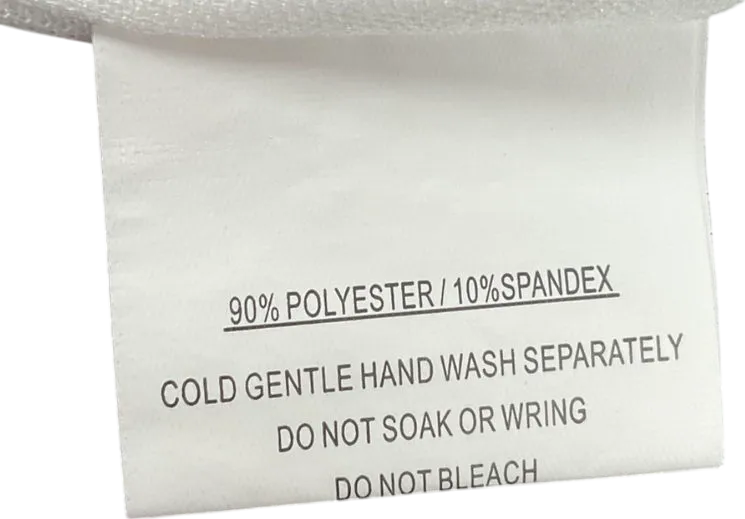 90% POLYESTER / 10%SPANDEX
COLD GENTLE HAND WASH SEPARATELY
DO NOT SOAK OR WRING
DO NOT BLEACH